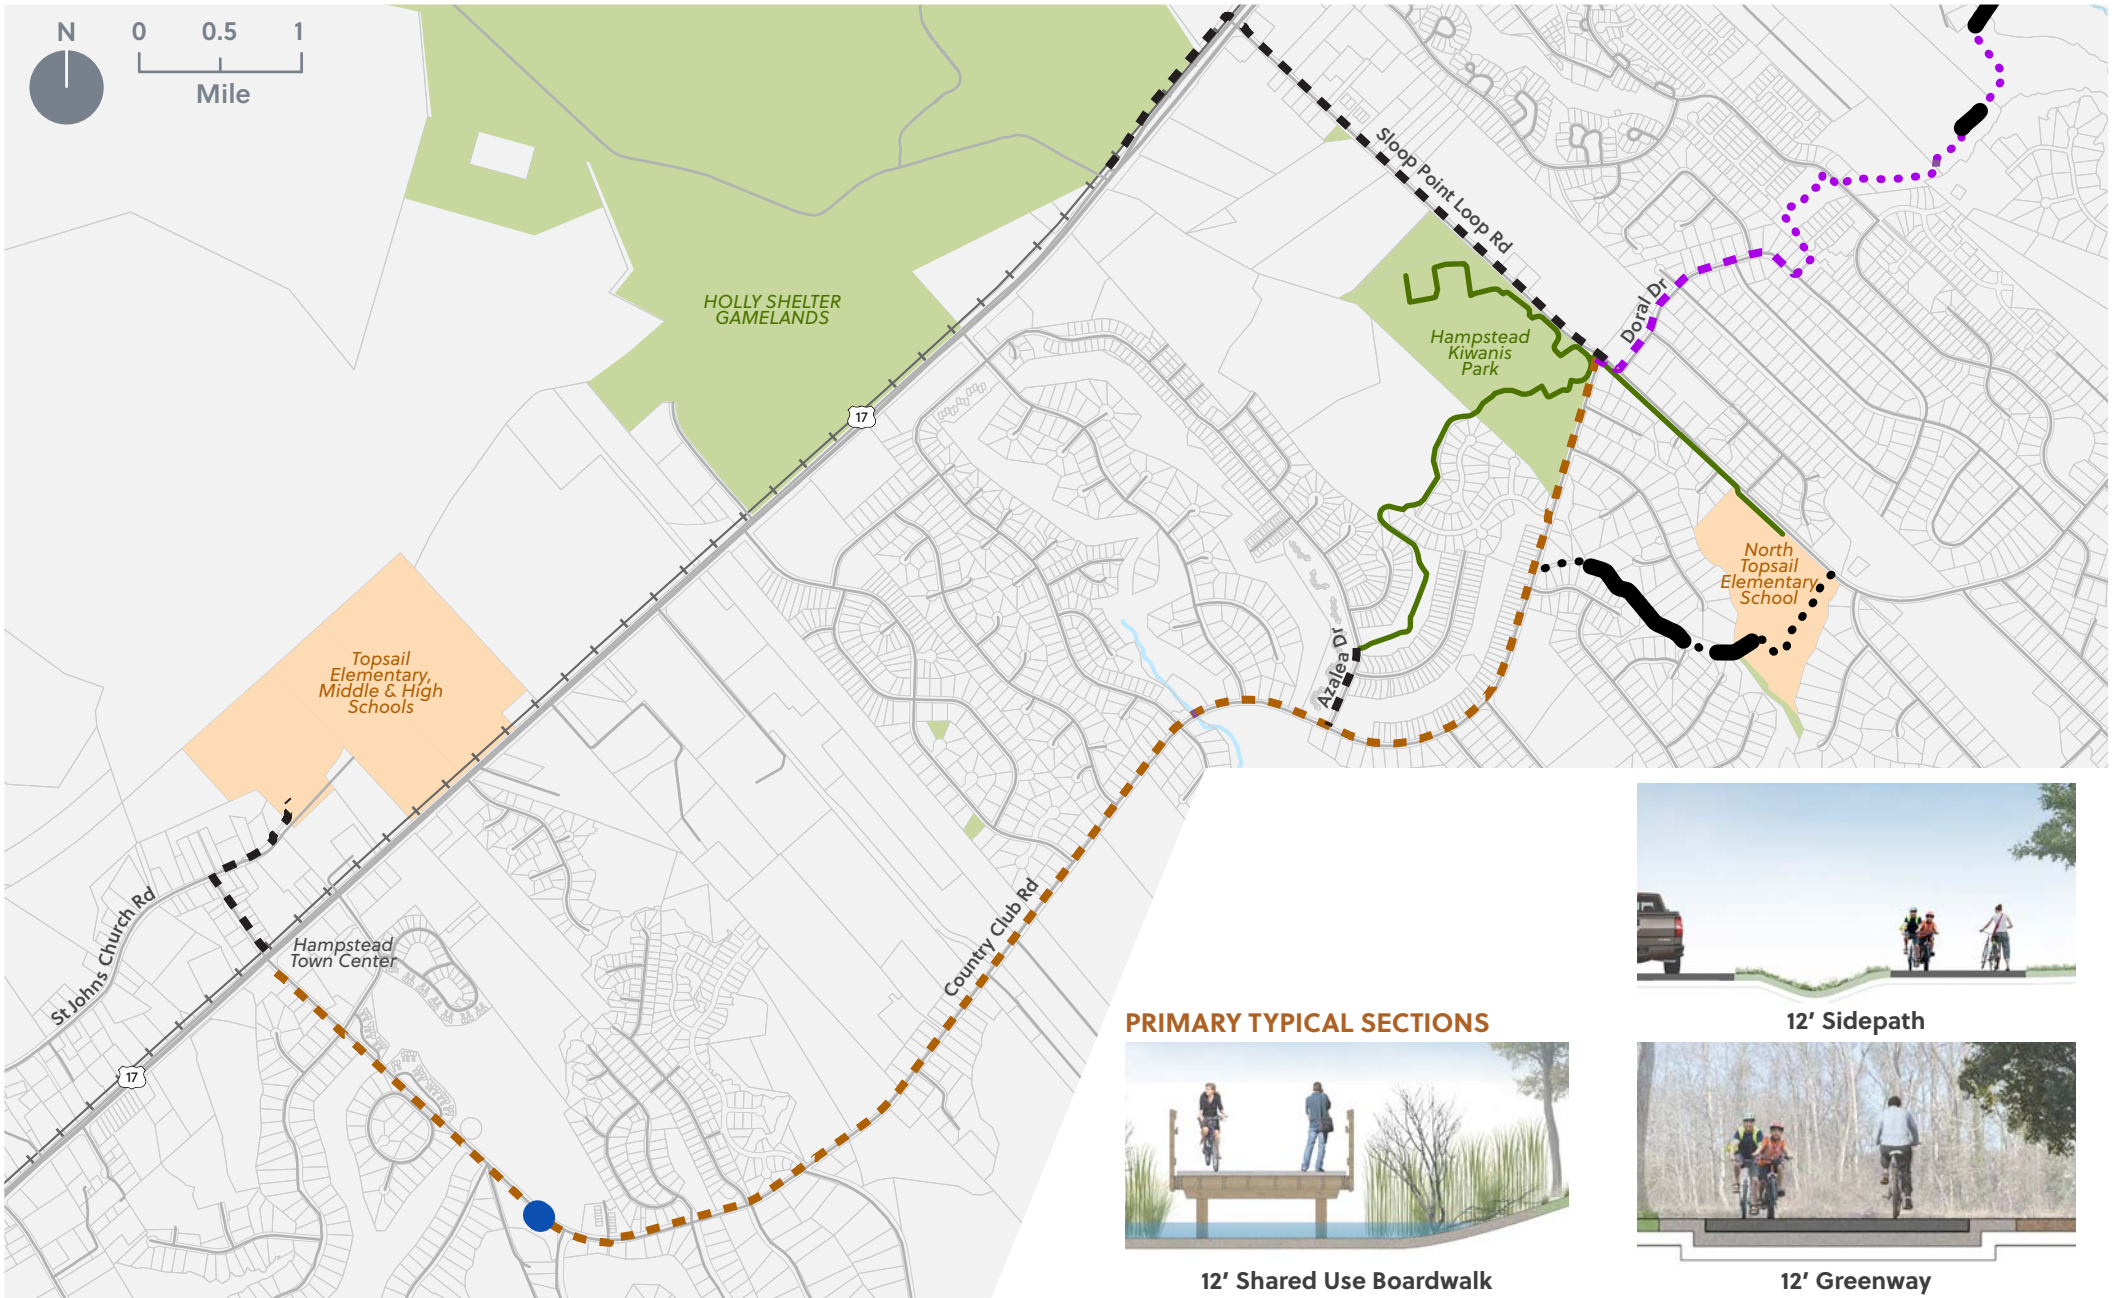 N
0 0.5 1
Mile
HOLLY SHELTER
GAMELANDS
17
Sloop Point Loop Rd
Doral Dr
Hampstead
Kiwanis
Park
North
Topsail
Elementary
School
Topsail
Elementary,
Middle & High
Schools
Azalea Dr
St Johns Church Rd
Hampstead
Town Center
Country Club Rd
17
PRIMARY TYPICAL SECTIONS
12’ Sidepath
12’ Shared Use Boardwalk
12’ Greenway